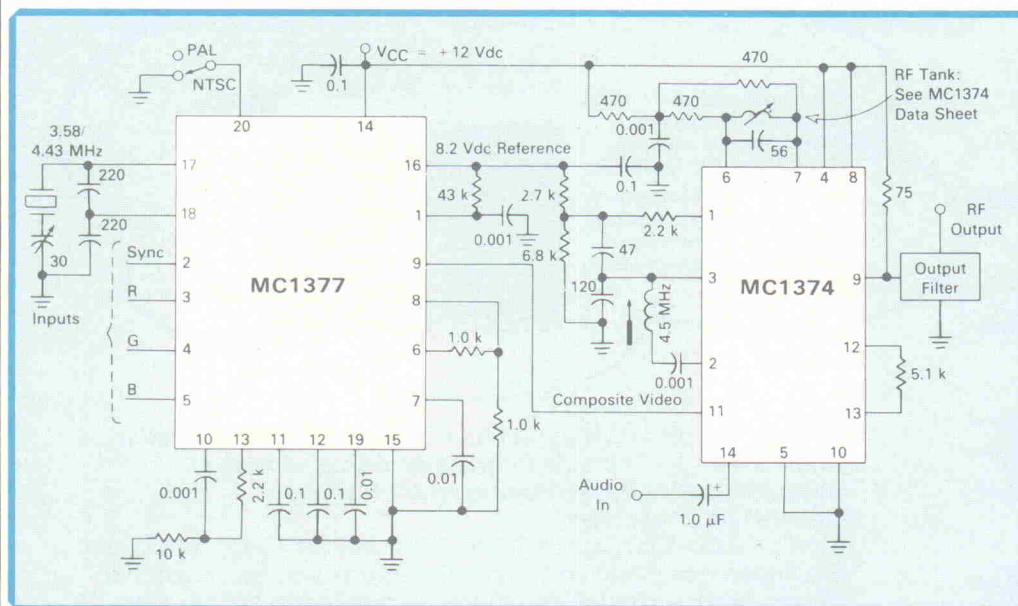 PAL
NTSC
VCC = +12 Vdc
0.1
470
RF Tank:
See MC1374
Data Sheet
470
470
0.001
56
3.58/
4.43 MHz
20
14
17
16
8.2 Vdc Reference
0.1
6
7
4
8
220
43 k
2.7 k
75
RF
Output
18
1
1
0.001
2.2 k
220
47
30
6.8 k
Sync
2
9
3
9
Output
Filter
MC1377
MC1374
120
4.5 MHz
R
3
8
Inputs
G
4
6
1.0 k
12
2
0.001
5.1 k
B
5
7
Composite Video
11
13
1.0 k
10
13
11
12
19
15
14
5
10
0.001
2.2 k
0.1
0.1
0.01
0.01
Audio
In
+
1.0 µF
10 k